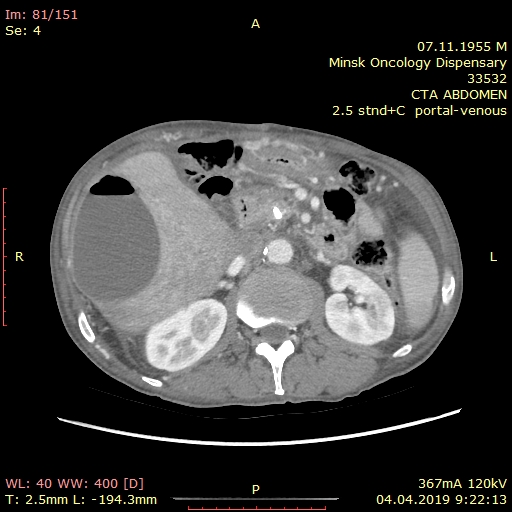 Im: 81/151
Se: 4
A
07.11.1955 M
Minsk Oncology Dispensary
33532
CTA ABDOMEN
2.5 stnd+C portal-venous
R
L
WL: 40 WW: 400 [D]
T: 2.5mm L: -194.3mm
P
367mA 120kV
04.04.2019 9:22:13